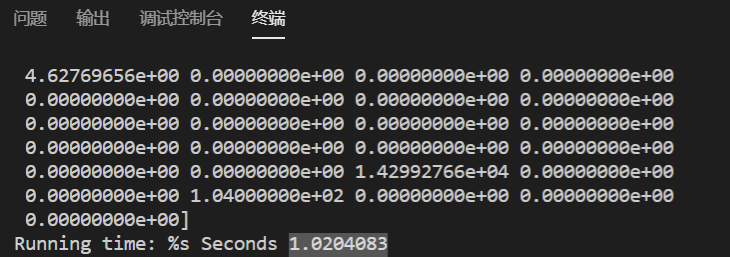 问题 输出 调试控制台 终端
4.62769656e+00 0.00000000e+00 0.00000000e+00 0.00000000e+00
0.00000000e+00 0.00000000e+00 0.00000000e+00 0.00000000e+00
0.00000000e+00 0.00000000e+00 0.00000000e+00 0.00000000e+00
0.00000000e+00 0.00000000e+00 0.00000000e+00 0.00000000e+00
0.00000000e+00 0.00000000e+00 1.42992766e+04 0.00000000e+00
0.00000000e+00 1.04000000e+02 0.00000000e+00 0.00000000e+00
0.00000000e+00]
Running time: %s Seconds 1.0204083